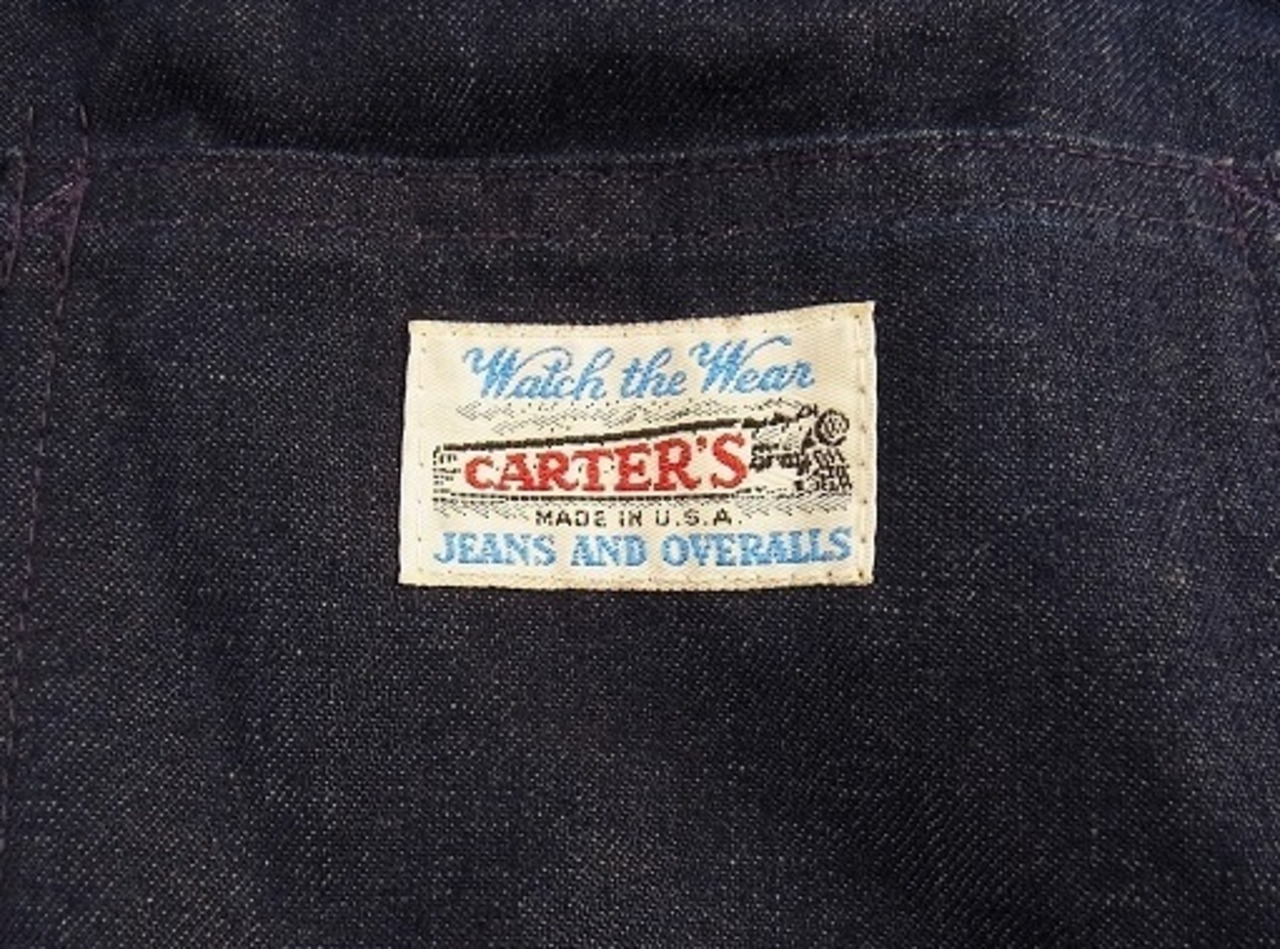 Watch the Wear
CARTER'S
MADE IN U.S.A.
JEANS AND OVERALLS